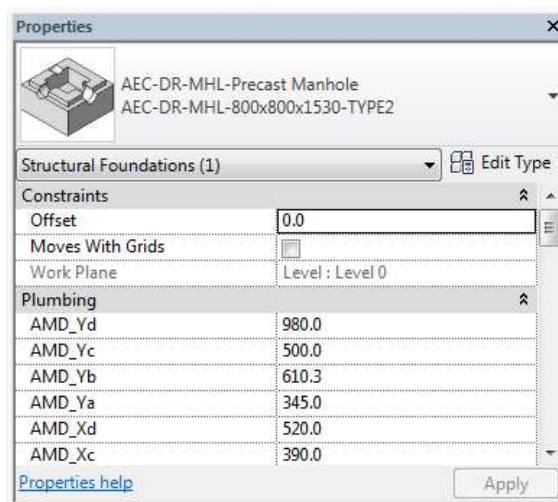 Properties
AEC-DR-MHL-Precast Manhole
AEC-DR-MHL-800x800x1530-TYPE2
Structural Foundations (1)
Edit Type
Constraints
Offset 0.0
Moves With Grids
Work Plane Level : Level 0
Plumbing
AMD_Yd 980.0
AMD_Yc 500.0
AMD_Yb 610.3
AMD_Ya 345.0
AMD_Xd 520.0
AMD_Xc 390.0
Properties help
Apply